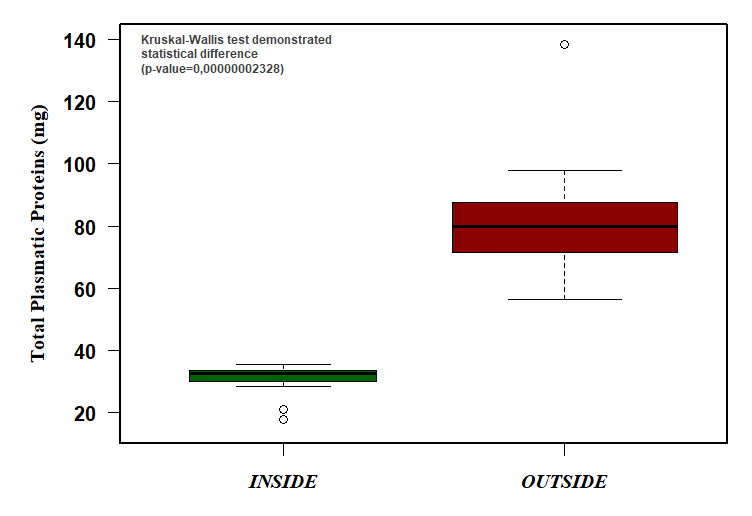 Kruskal-Wallis test demonstrated
statistical difference
(p-value=0,00000002328)
Total Plasmatic Proteins (mg)
140
120
100
80
60
40
20
INSIDE
OUTSIDE